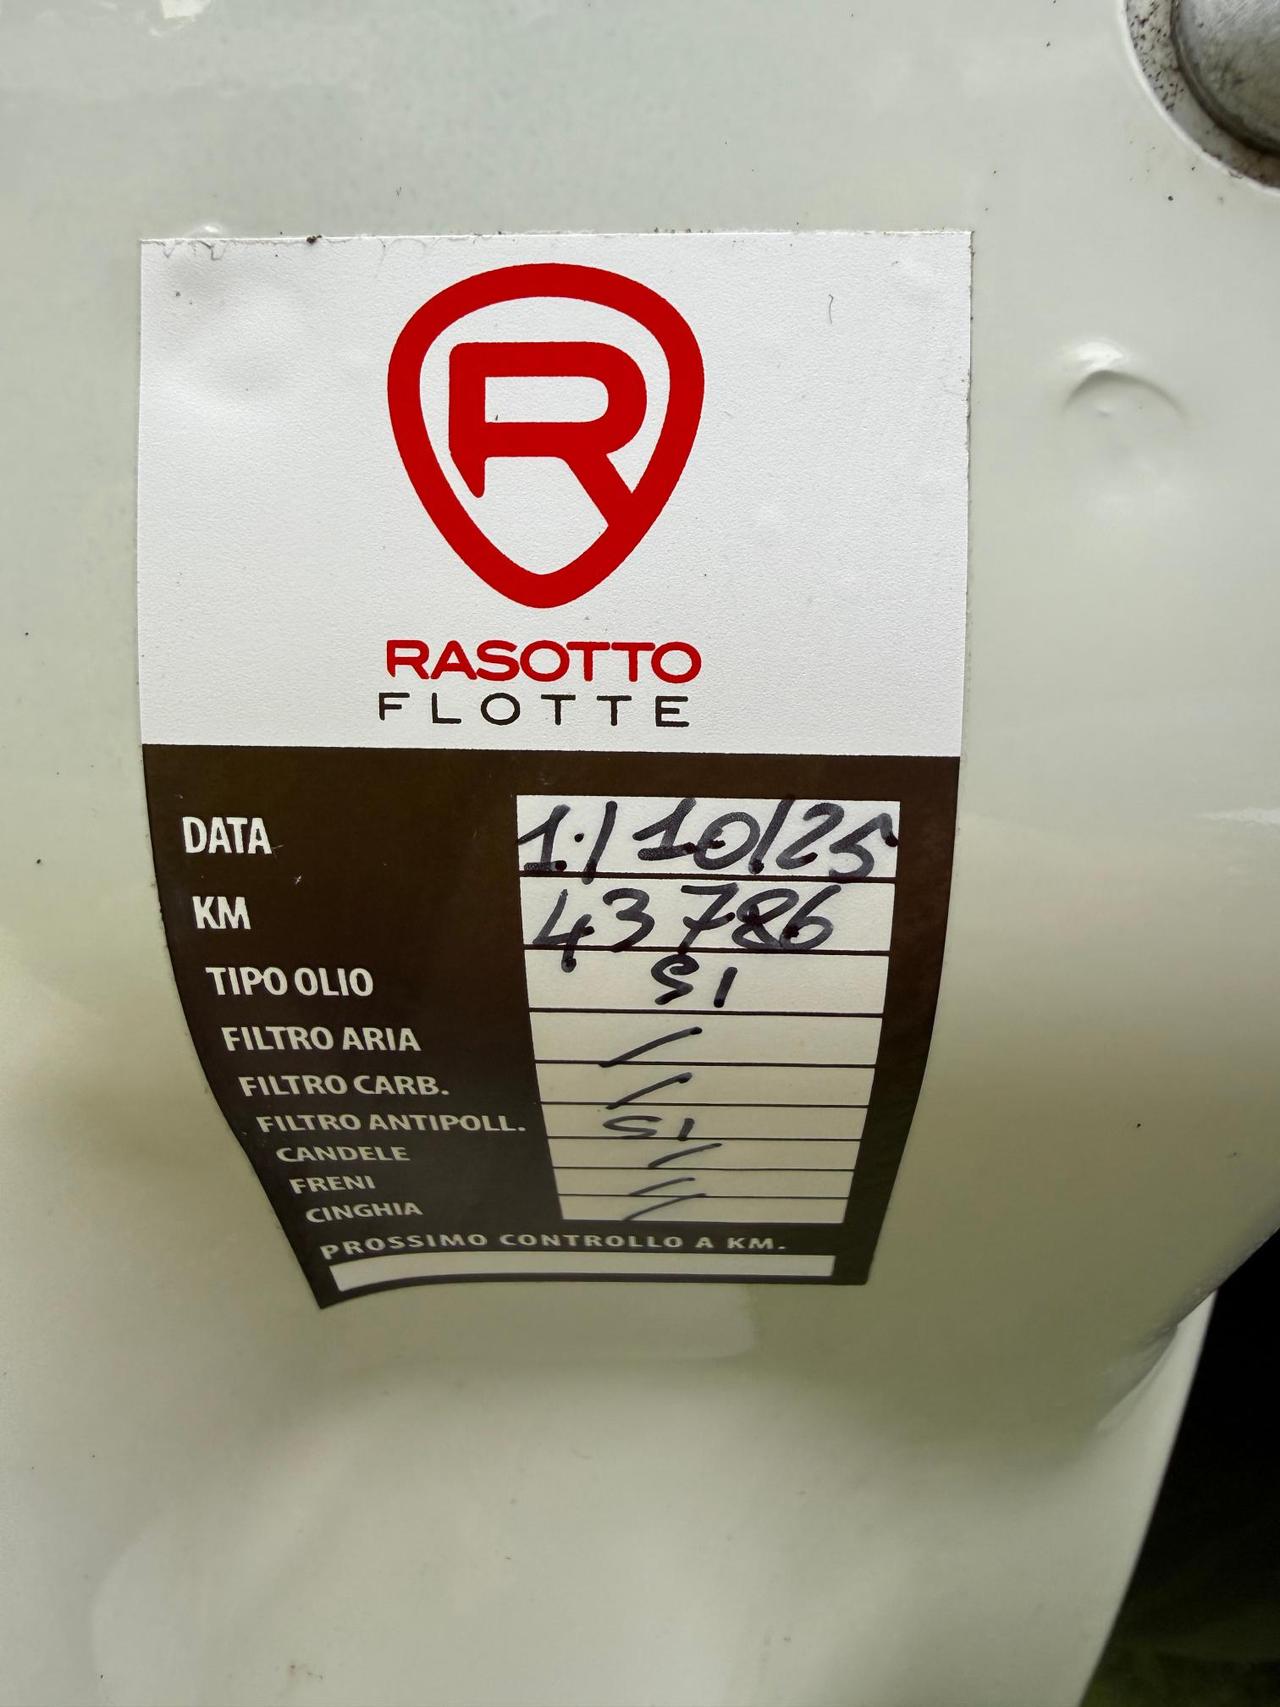 R
RASOTTO
FLOTTE
DATA 1/10/25
KM 43786
TIPO OLIO SI
FILTRO ARIA /
FILTRO CARB. /
FILTRO ANTIPOLL. SI
CANDELE /
FRENI /
CINGHIA /
PROSSIMO CONTROLLO A KM.